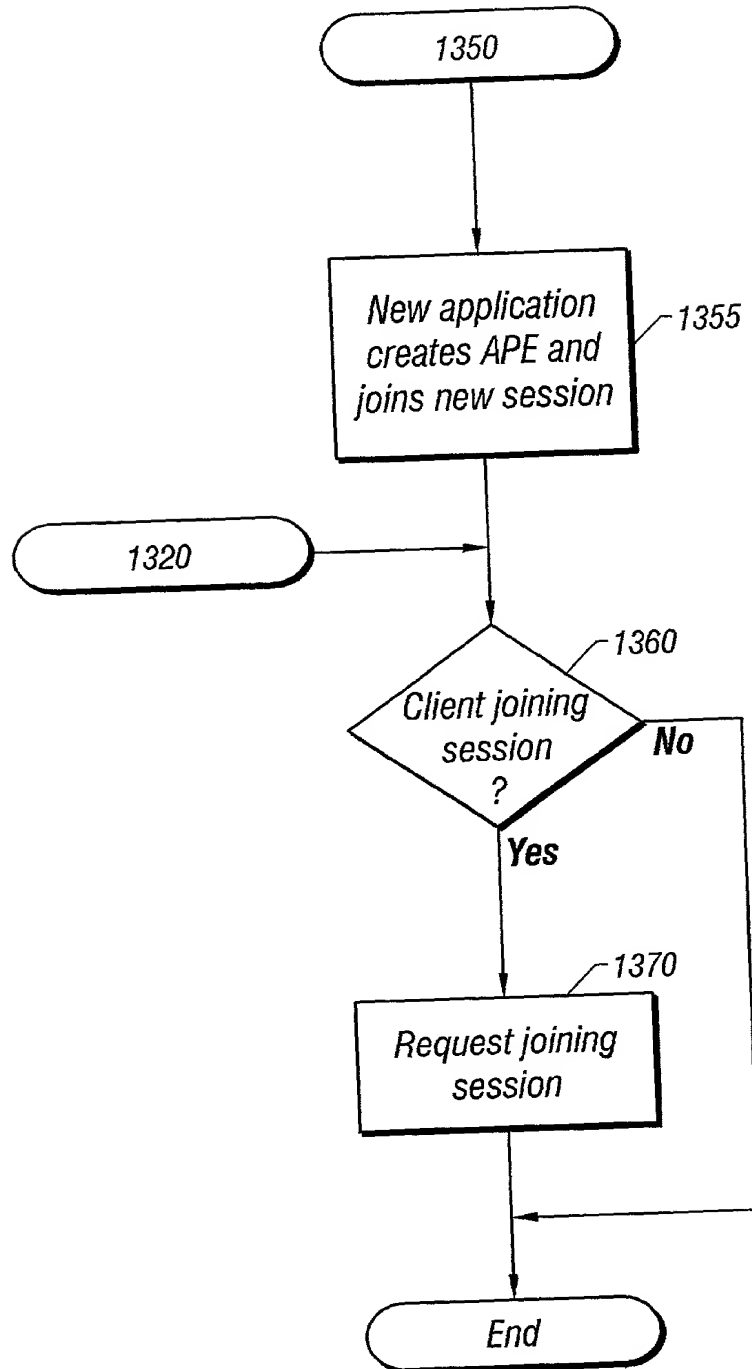 1350
New application
creates APE and
joins new session
1355
1320
1360
Client joining
session
?
No
Yes
1370
Request joining
session
End